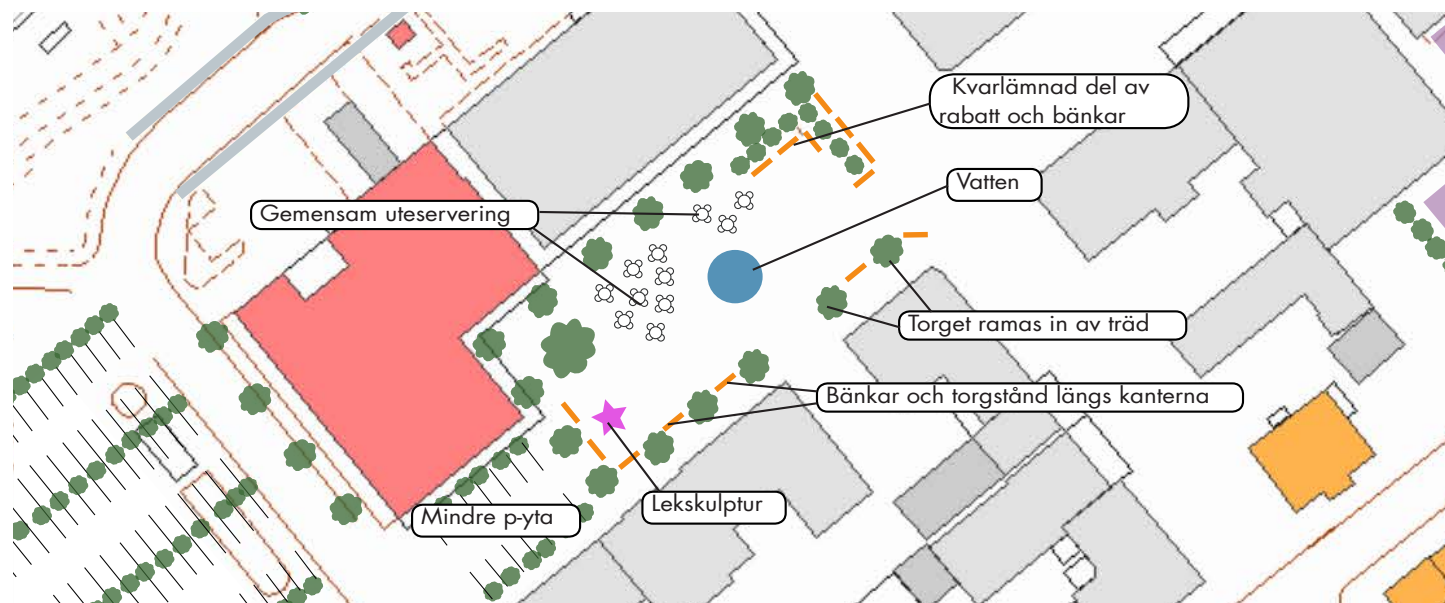 Kvarlämnad del av
rabatt och bänkar
Vatten
Gemensam uteservering
Torget ramas in av träd
Bänkar och torgstånd längs kanterna
Lekskulptur
Mindre p-yta